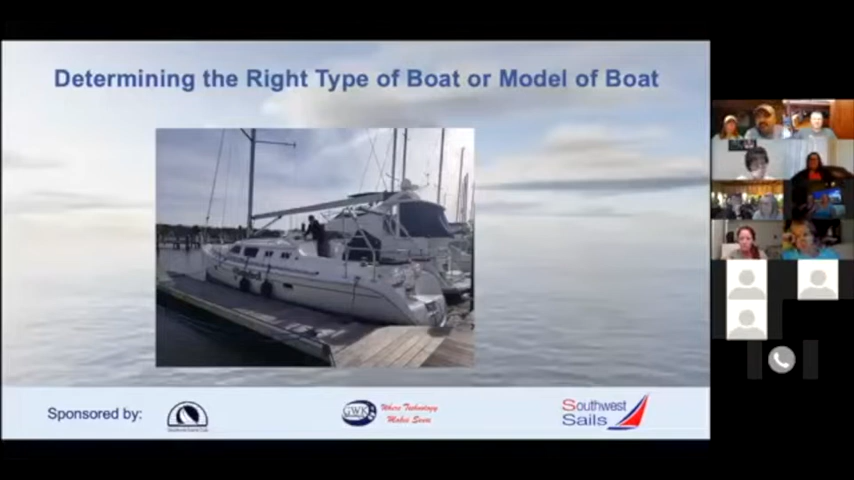 Determining the Right Type of Boat or Model of Boat
Sponsored by:
GWK
Where Technology
Makes Sense
Southwest
Sails